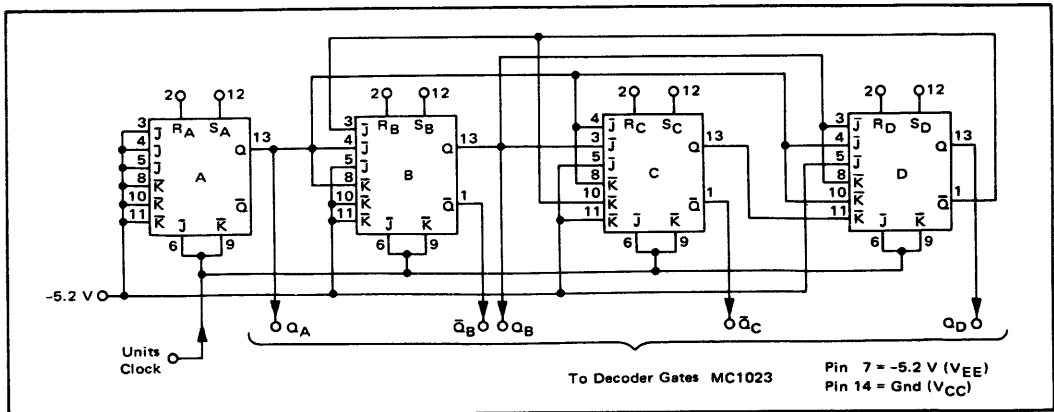 2 12 2 12 2 12 2 12
3 J̅ R_A S_A 13
4 J̅ Q
5 J̅
8 K̅ A
10 K̅ Q̅
11 K̅ J̅ K̅
6 9
3 J̅ R_B S_B 13
4 J̅ Q
5 J̅
8 K̅ B 1
10 K̅ Q̅
11 K̅ J̅ K̅
6 9
4 J̅ R_C S_C 13
3 J̅ Q
5 J̅
8 K̅ C 1
10 K̅ Q̅
11 K̅ J̅ K̅
6 9
3 J̅ R_D S_D 13
4 J̅ Q
5 J̅
8 K̅ D 1
10 K̅ Q̅
11 K̅ J̅ K̅
6 9
-5.2 V
Q_A Q̅_B Q_B Q̅_C Q_D
Units
Clock
To Decoder Gates MC1023
Pin 7 = -5.2 V (V_EE)
Pin 14 = Gnd (V_CC)